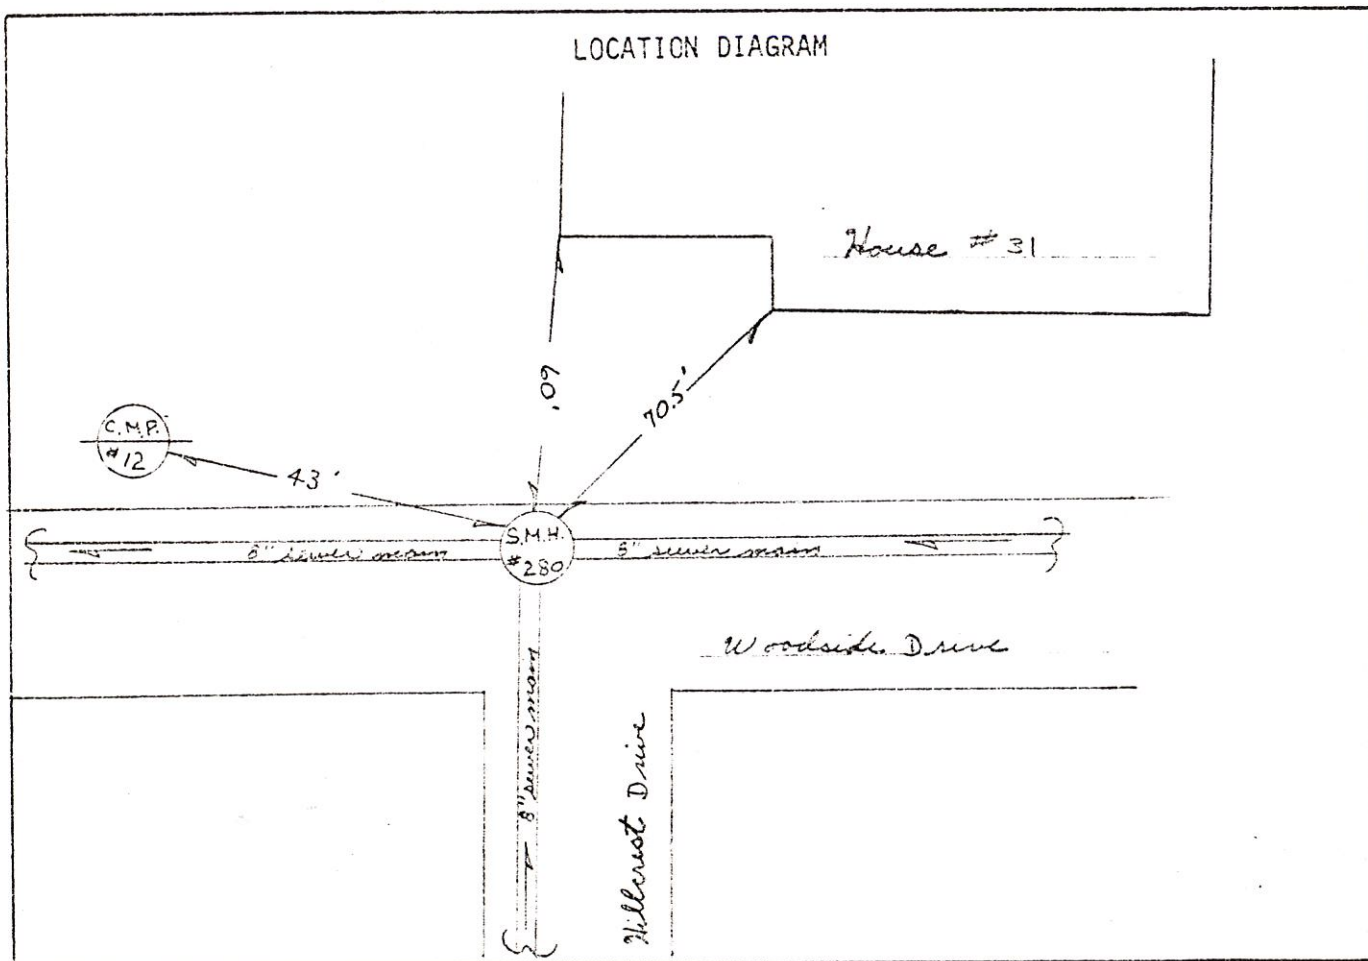 LOCATION DIAGRAM
House # 31
60'
70.5'
C.M.P.
#12
43'
S.M.H.
#280
8" sewer main
8" sewer main
Woodside Drive
8" sewer main
Hillcrest Drive